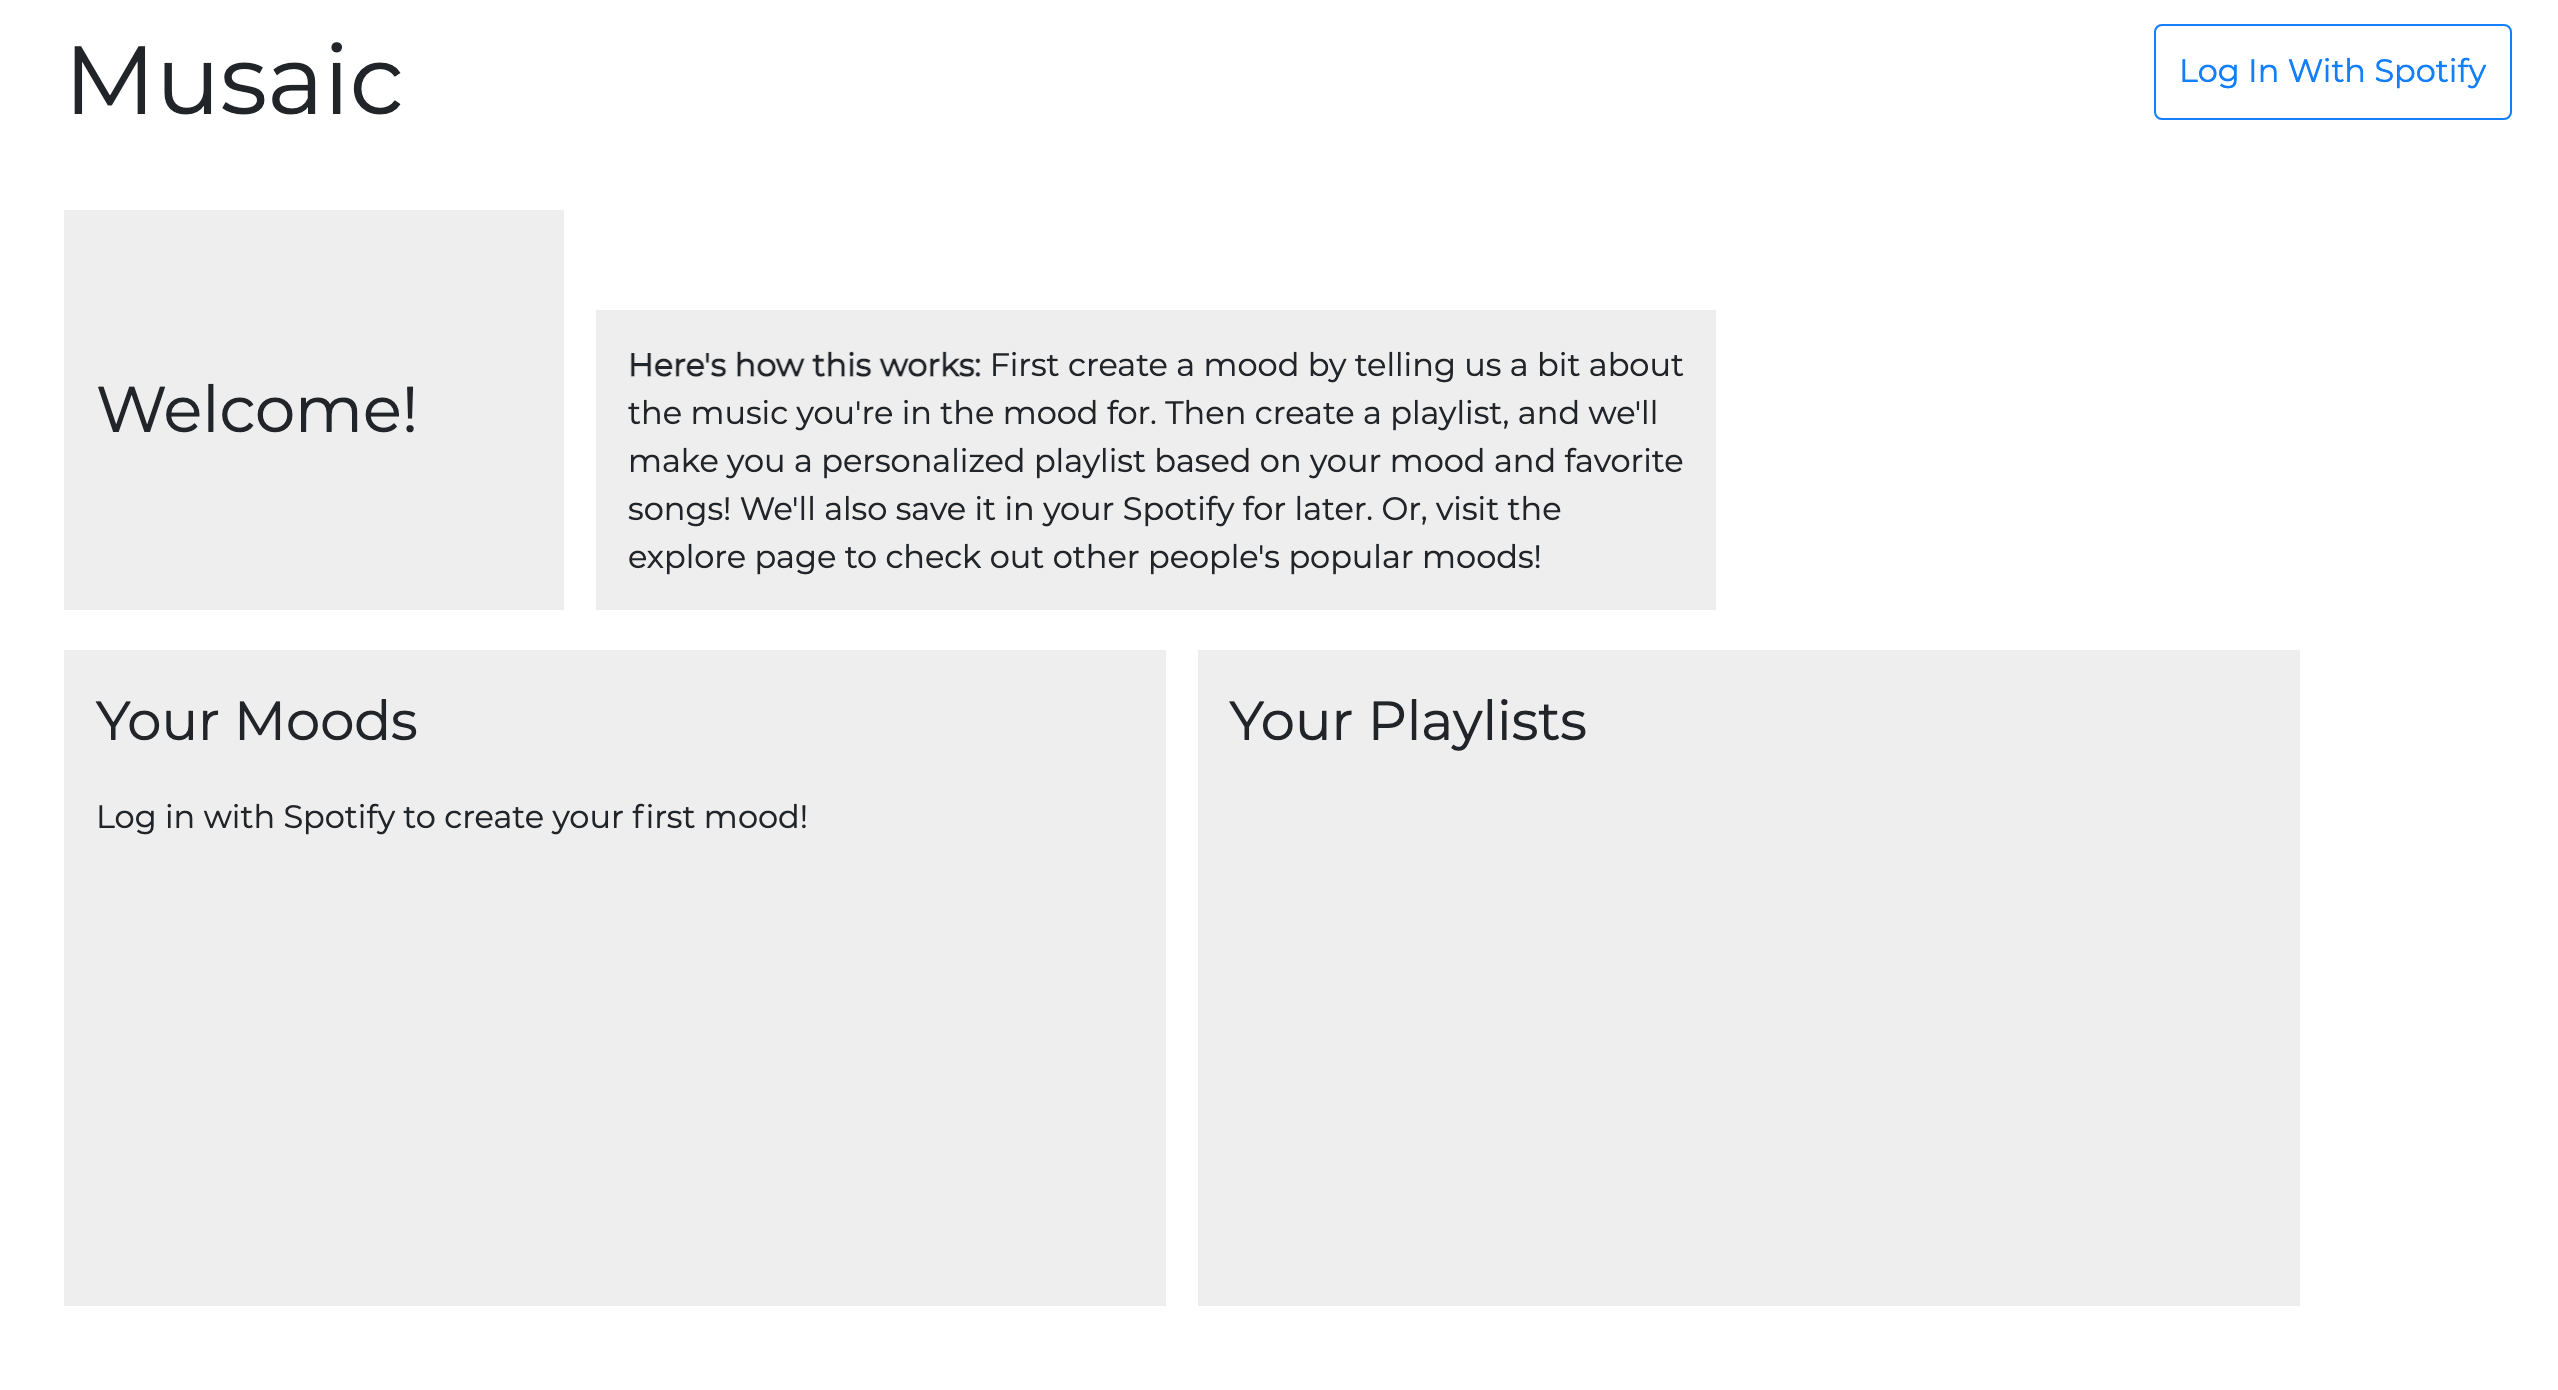 Musaic
Log In With Spotify
Welcome!
Here's how this works: First create a mood by telling us a bit about
the music you're in the mood for. Then create a playlist, and we'll
make you a personalized playlist based on your mood and favorite
songs! We'll also save it in your Spotify for later. Or, visit the
explore page to check out other people's popular moods!
Your Moods
Log in with Spotify to create your first mood!
Your Playlists